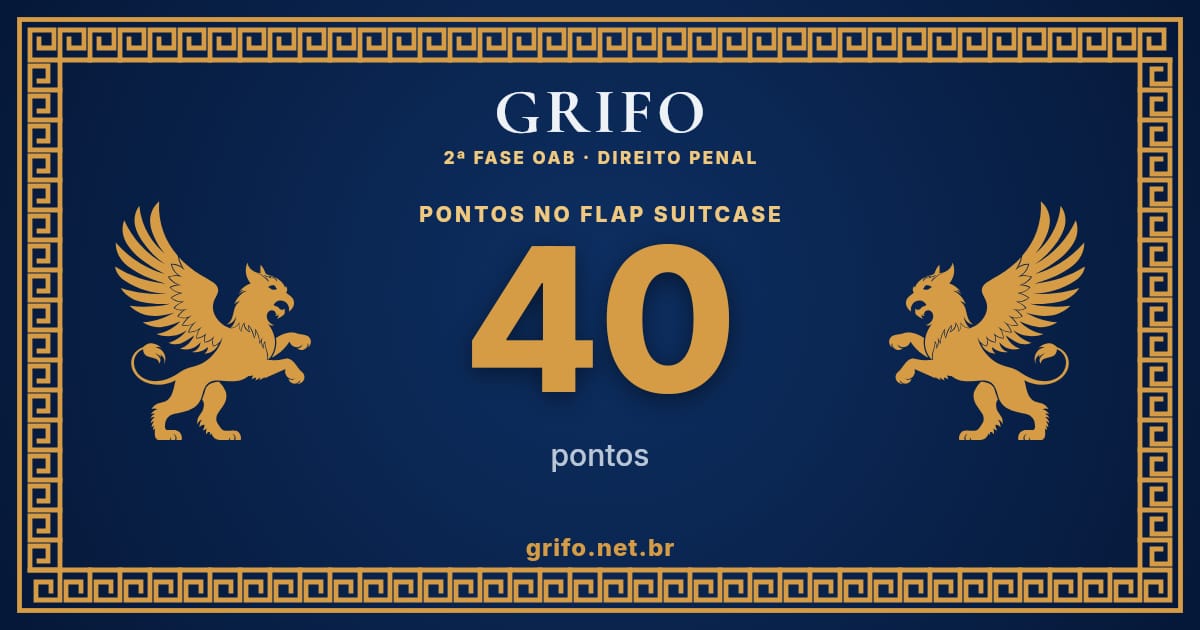 GRIFO
2ª FASE OAB · DIREITO PENAL
PONTOS NO FLAP SUITCASE
40
pontos
grifo.net.br